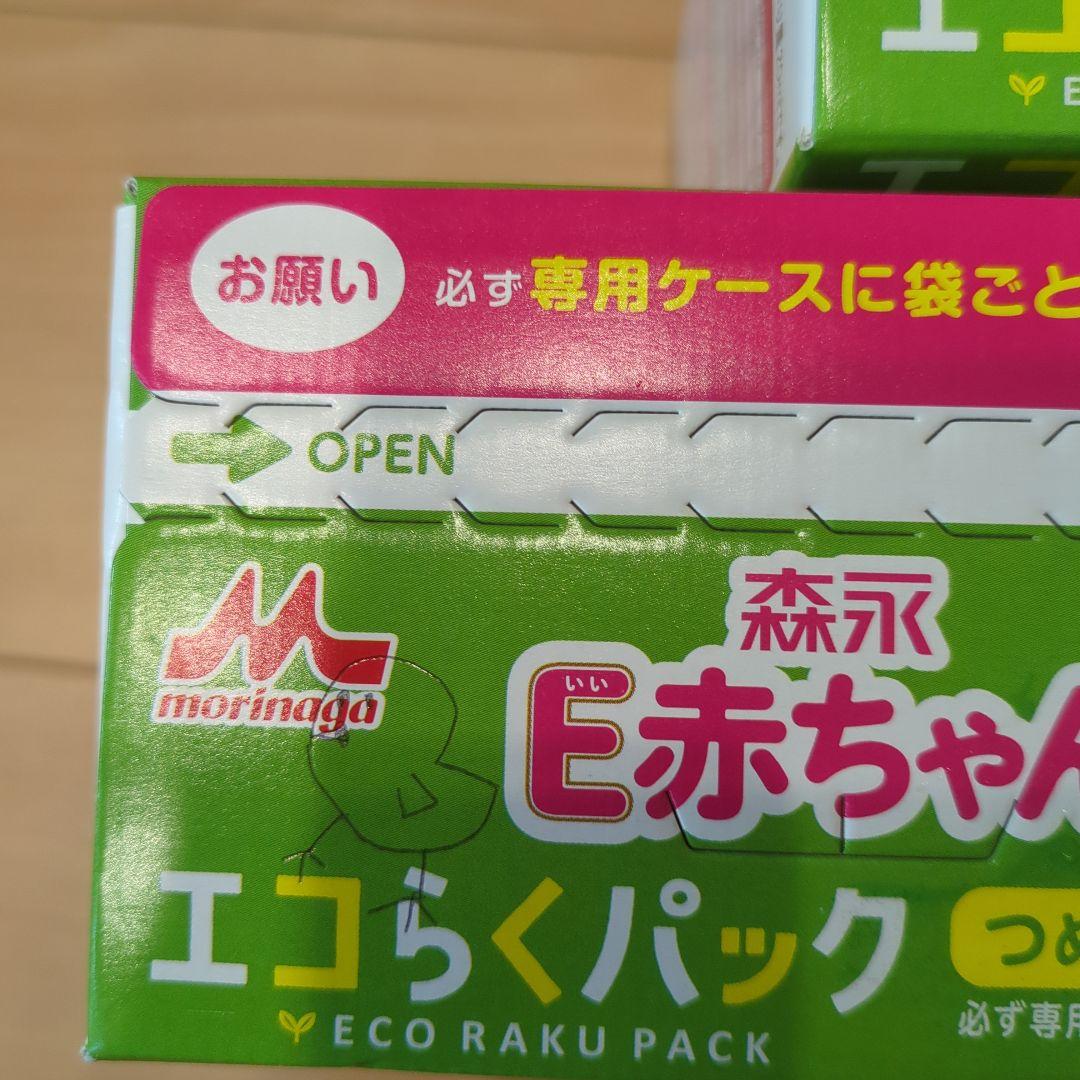 エコ
お願い
必ず専用ケースに袋ごと
OPEN
morinaga
森永
いい
E赤ちゃん
エコらくパック
つめ
ECO RAKU PACK
必ず専用